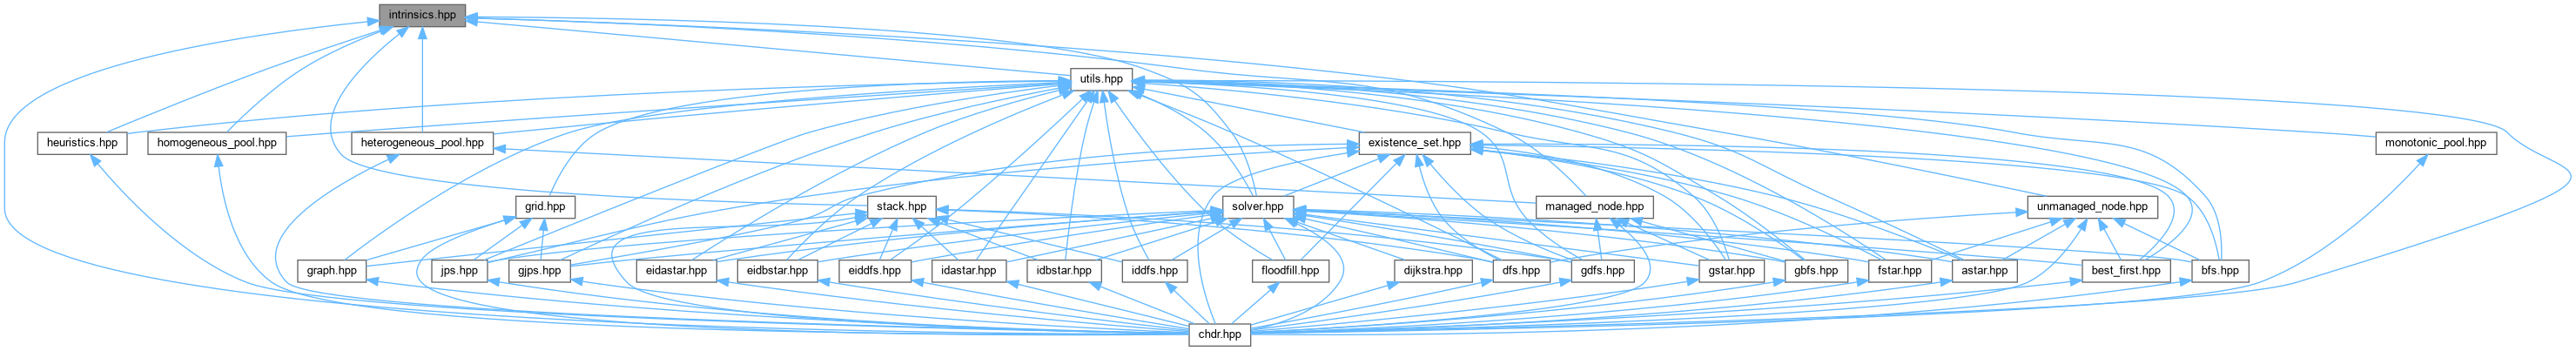 intrinsics.hpp
utils.hpp
heuristics.hpp
homogeneous_pool.hpp
heterogeneous_pool.hpp
existence_set.hpp
monotonic_pool.hpp
grid.hpp
stack.hpp
solver.hpp
managed_node.hpp
unmanaged_node.hpp
graph.hpp
jps.hpp
gjps.hpp
eidastar.hpp
eidbstar.hpp
eiddfs.hpp
idastar.hpp
idbstar.hpp
iddfs.hpp
floodfill.hpp
dijkstra.hpp
dfs.hpp
gdfs.hpp
gstar.hpp
gbfs.hpp
fstar.hpp
astar.hpp
best_first.hpp
bfs.hpp
chdr.hpp